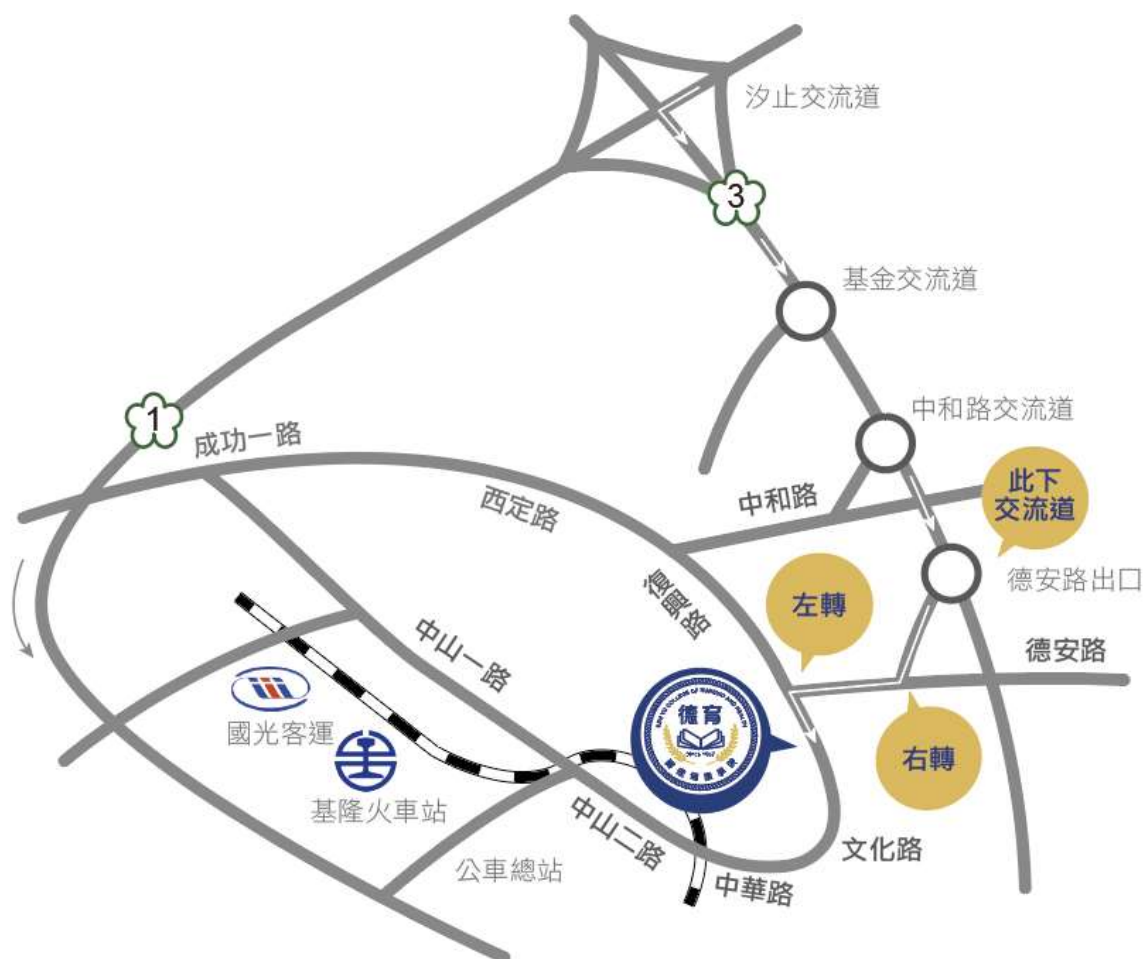 汐止交流道
3
基金交流道
1
中和路交流道
成功一路
西定路
中和路
此下
交流道
德安路出口
復興路
左轉
德安路
中山一路
德育
國光客運
右轉
基隆火車站
中山二路
文化路
公車總站
中華路